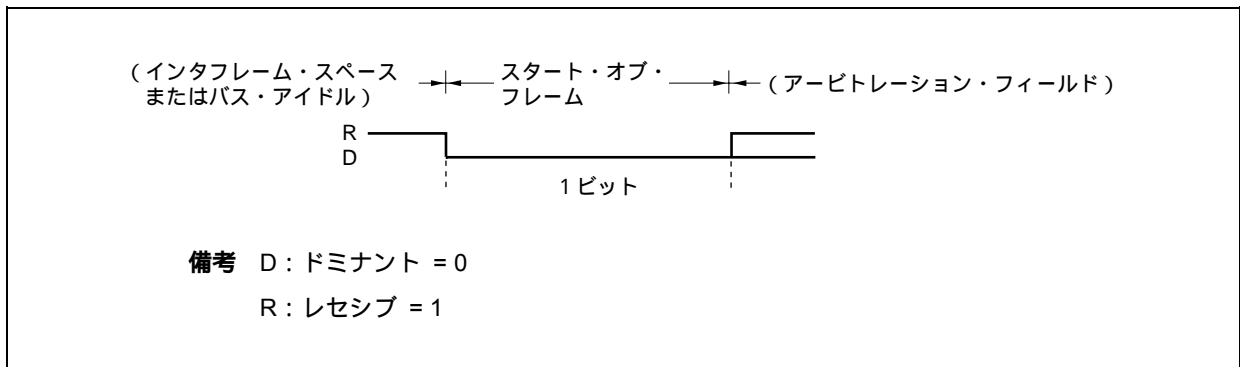 （インタフレーム・スペース
またはバス・アイドル）
スタート・オブ・
フレーム
（アービトレーション・フィールド）
R
D
1 ビット
備考 D：ドミナント = 0
R：レセシブ = 1